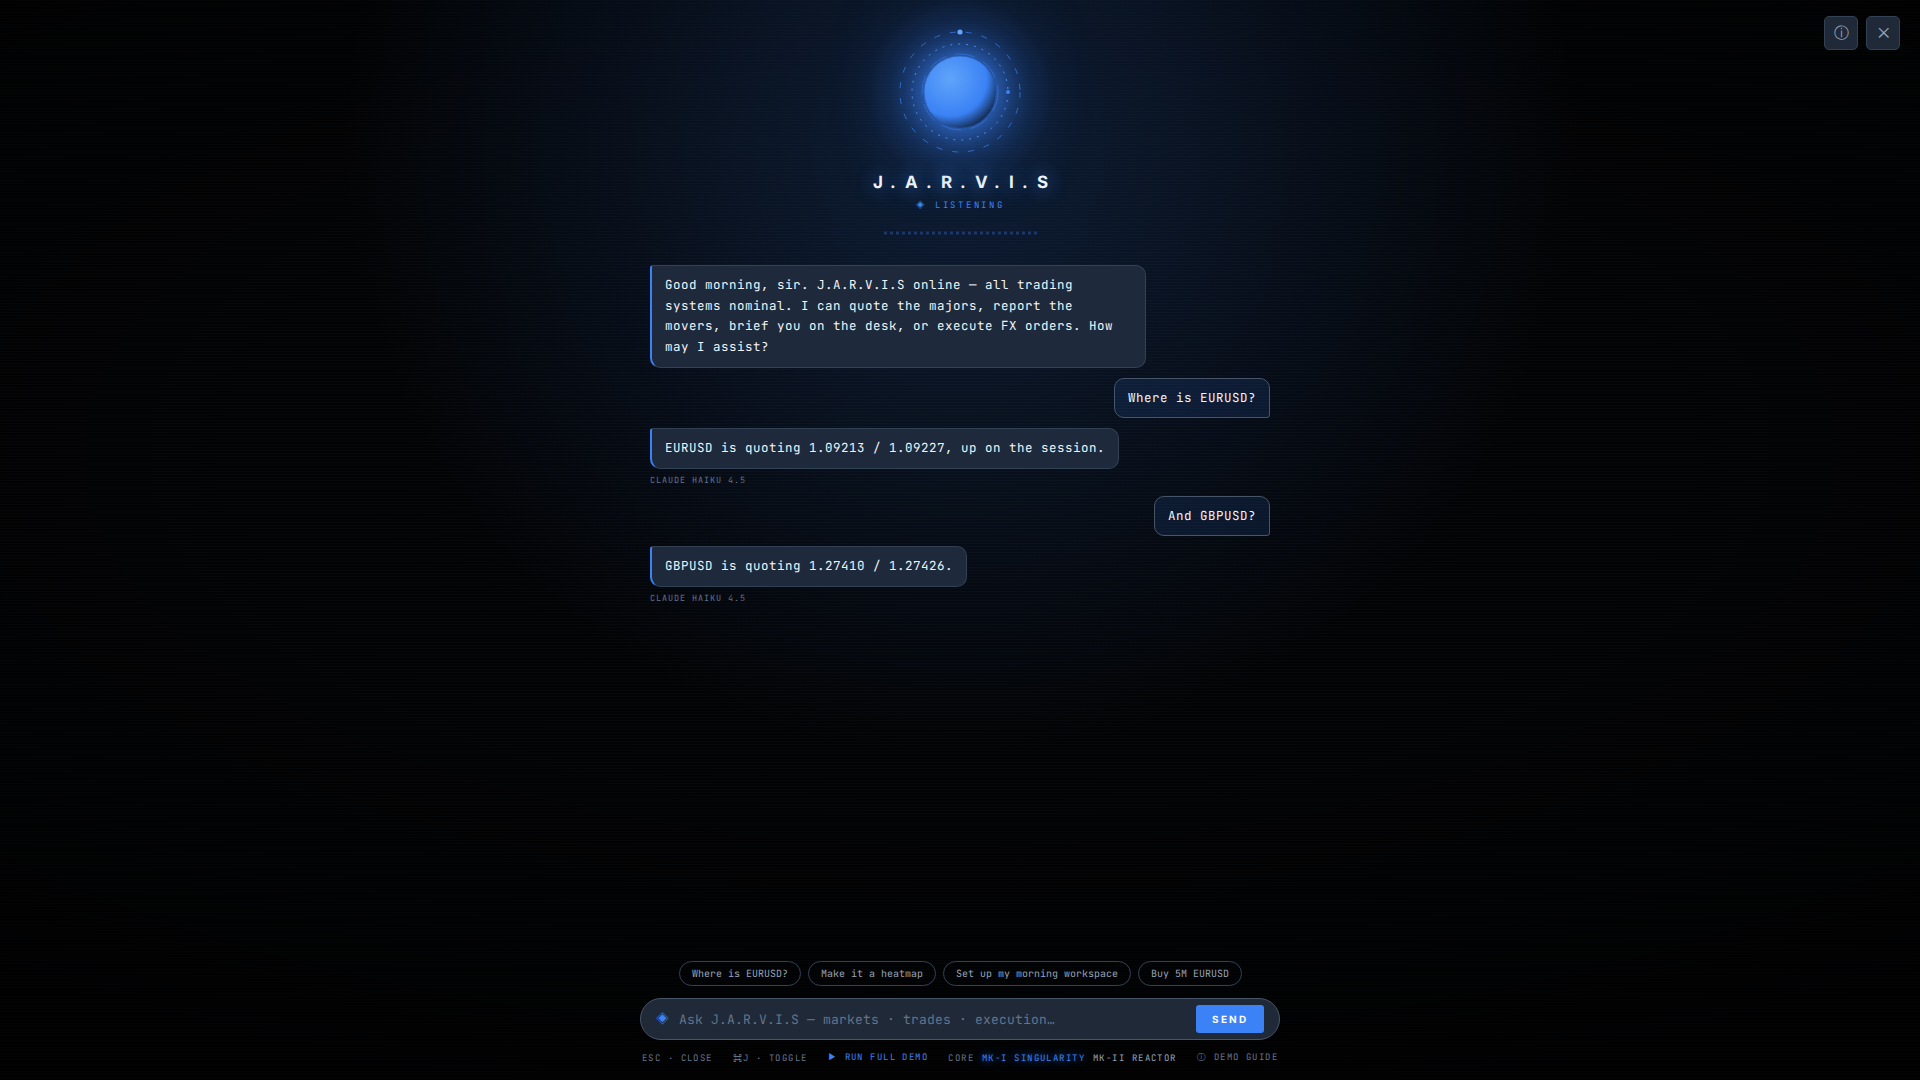 J.A.R.V.I.S
◈ LISTENING
Good morning, sir. J.A.R.V.I.S online — all trading
systems nominal. I can quote the majors, report the
movers, brief you on the desk, or execute FX orders. How
may I assist?
Where is EURUSD?
EURUSD is quoting 1.09213 / 1.09227, up on the session.
CLAUDE HAIKU 4.5
And GBPUSD?
GBPUSD is quoting 1.27410 / 1.27426.
CLAUDE HAIKU 4.5
Where is EURUSD? Make it a heatmap Set up my morning workspace Buy 5M EURUSD
◈ Ask J.A.R.V.I.S — markets · trades · execution… SEND
ESC · CLOSE ⌘J · TOGGLE ▶ RUN FULL DEMO CORE MK-I SINGULARITY MK-II REACTOR ⓘ DEMO GUIDE